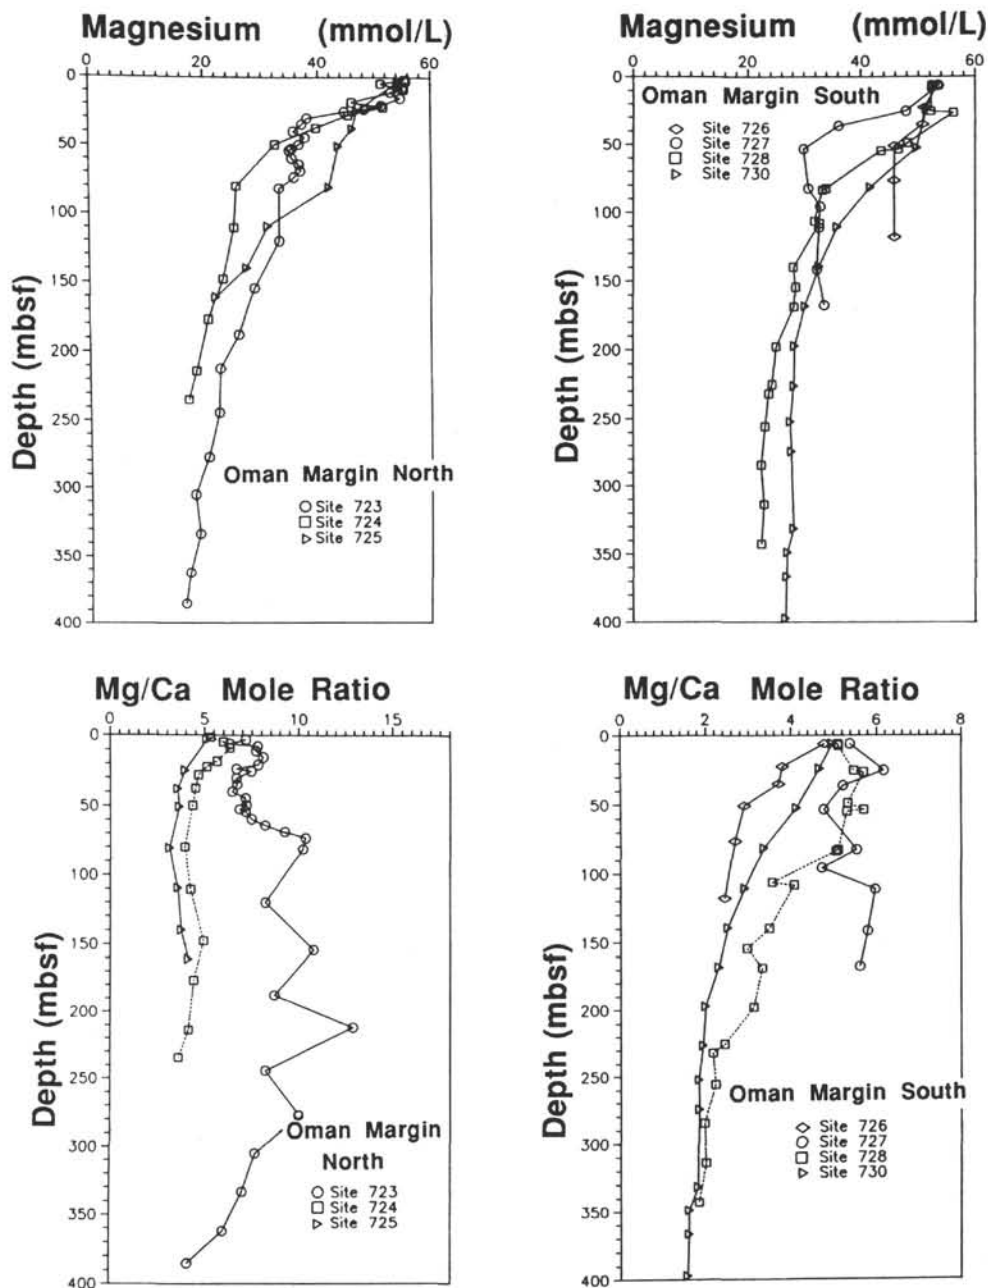 Magnesium (mmol/L)
0 20 40 60
0
50
100
150
200
250
300
350
400
Depth (mbsf)
Oman Margin North
Site 723
Site 724
Site 725
Magnesium (mmol/L)
0 20 40 60
0
50
100
150
200
250
300
350
400
Depth (mbsf)
Oman Margin South
Site 726
Site 727
Site 728
Site 730
Mg/Ca Mole Ratio
0 5 10 15
0
50
100
150
200
250
300
350
400
Depth (mbsf)
Oman Margin
North
Site 723
Site 724
Site 725
Mg/Ca Mole Ratio
0 2 4 6 8
0
50
100
150
200
250
300
350
400
Depth (mbsf)
Oman Margin South
Site 726
Site 727
Site 728
Site 730